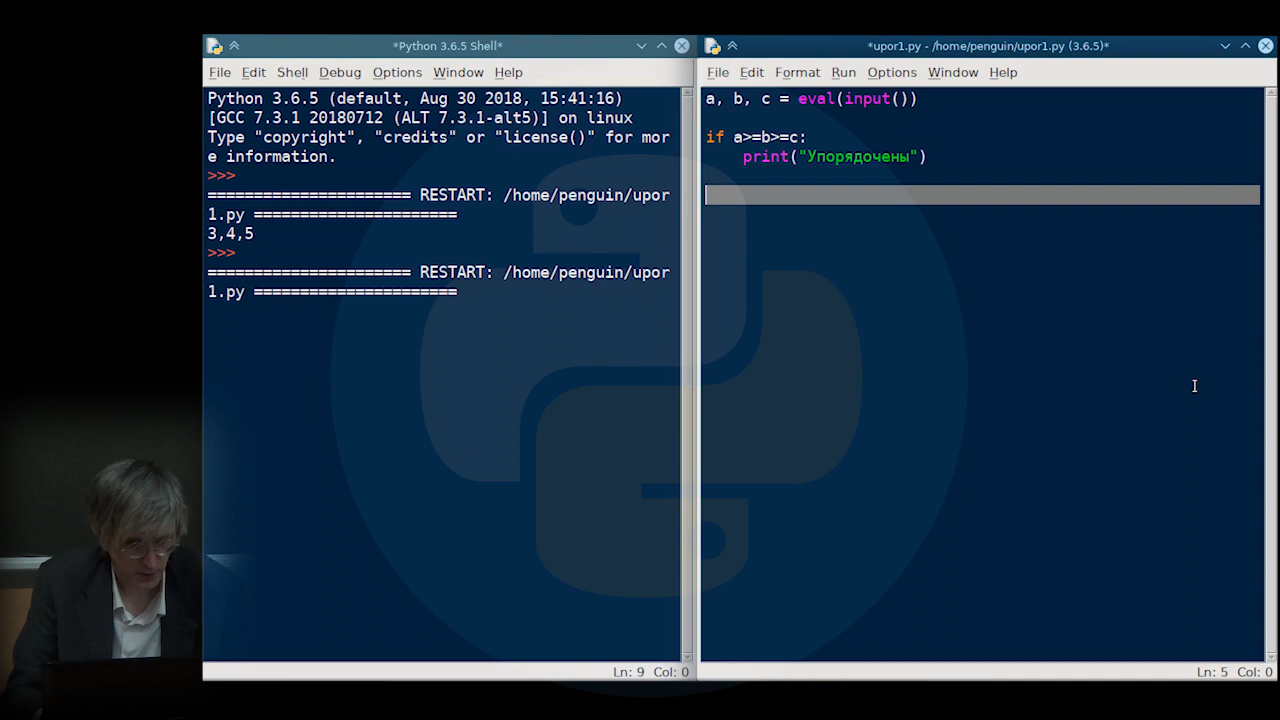 *Python 3.6.5 Shell*
File Edit Shell Debug Options Window Help
Python 3.6.5 (default, Aug 30 2018, 15:41:16)
[GCC 7.3.1 20180712 (ALT 7.3.1-alt5)] on linux
Type "copyright", "credits" or "license()" for mor
e information.
>>>
====================== RESTART: /home/penguin/upor
1.py ======================
3,4,5
>>>
====================== RESTART: /home/penguin/upor
1.py ======================
Ln: 9 Col: 0
*upor1.py - /home/penguin/upor1.py (3.6.5)*
File Edit Format Run Options Window Help
a, b, c = eval(input())
if a>=b>=c:
    print("Упорядочены")
Ln: 5 Col: 0